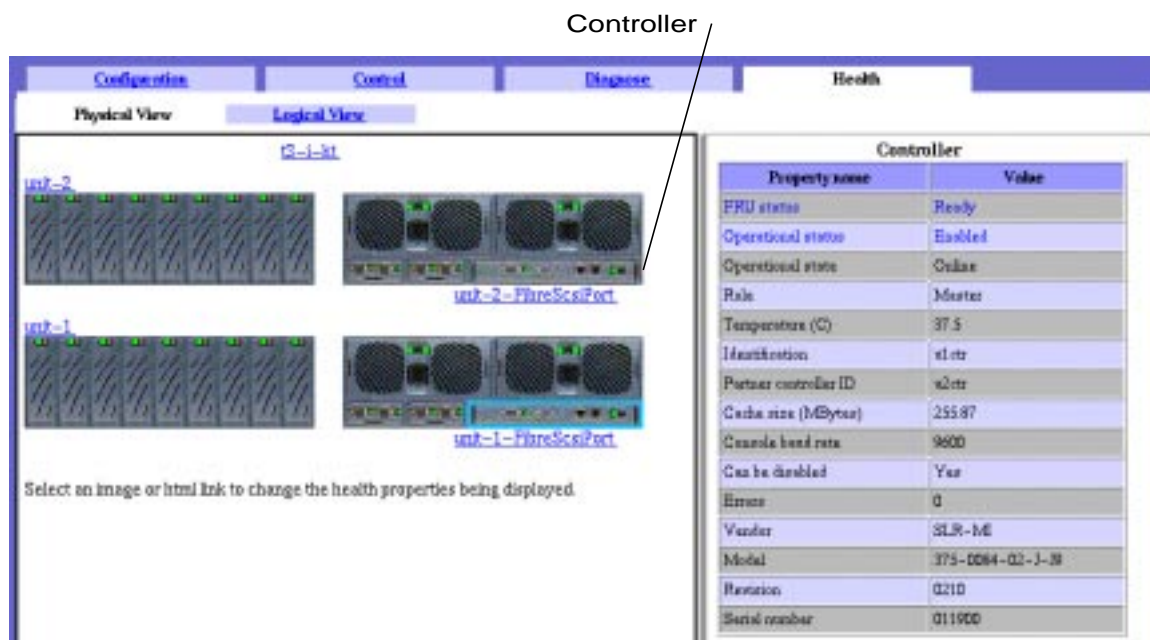 Controller
Configuration Control Diagnose Health
Physical View Logical View
t3-i-kt
unit-2
unit-2-FibreScsiPort
unit-1
unit-1-FibreScsiPort
Select an image or html link to change the health properties being displayed.
Controller
Property name Value
FRU status Ready
Operational status Enabled
Operational state Online
Role Master
Temperature (C) 37.5
Identification u1ctr
Partner controller ID u2ctr
Cache size (MBytes) 255.87
Console baud rate 9600
Can be disabled Yes
Errors 0
Vendor SLR-MI
Model 375-0084-02-J-J8
Revision 0210
Serial number 011900